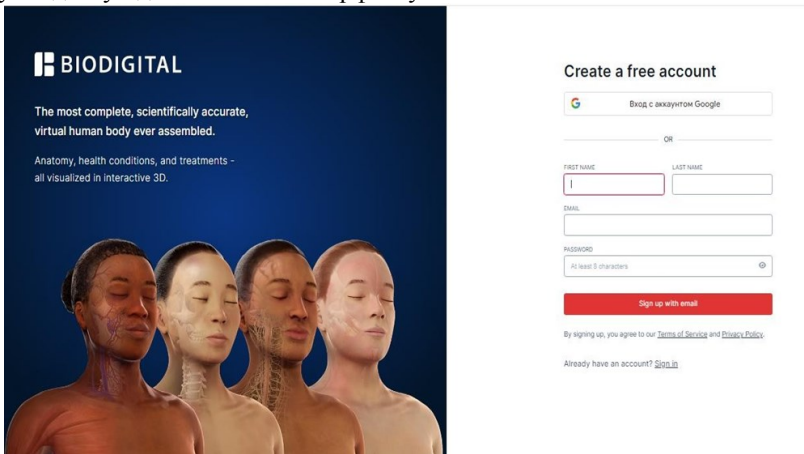 BIODIGITAL
The most complete, scientifically accurate,
virtual human body ever assembled.
Anatomy, health conditions, and treatments -
all visualized in interactive 3D.
Create a free account
Вход с аккаунтом Google
OR
FIRST NAME LAST NAME
EMAIL
PASSWORD
At least 5 characters
Sign up with email
By signing up, you agree to our Terms of Service and Privacy Policy.
Already have an account? Sign in